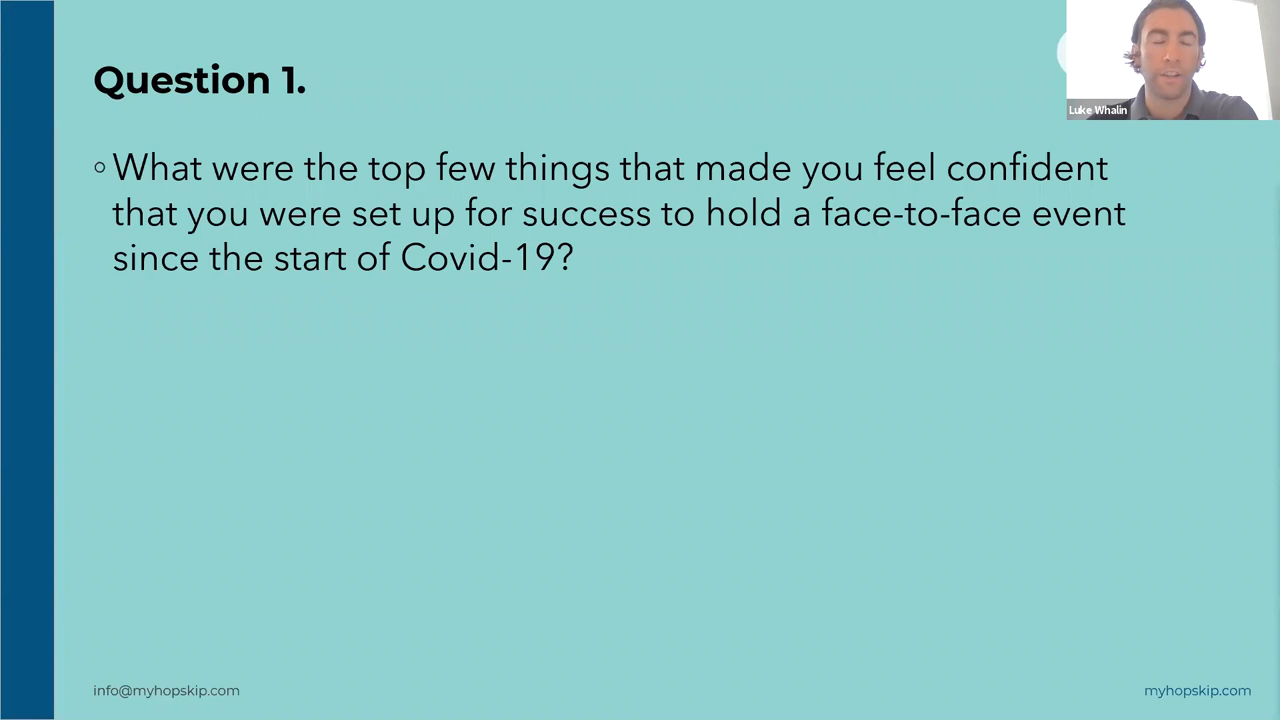 Question 1.
Luke Whalin
◦ What were the top few things that made you feel confident
that you were set up for success to hold a face-to-face event
since the start of Covid-19?
info@myhopskip.com
myhopskip.com